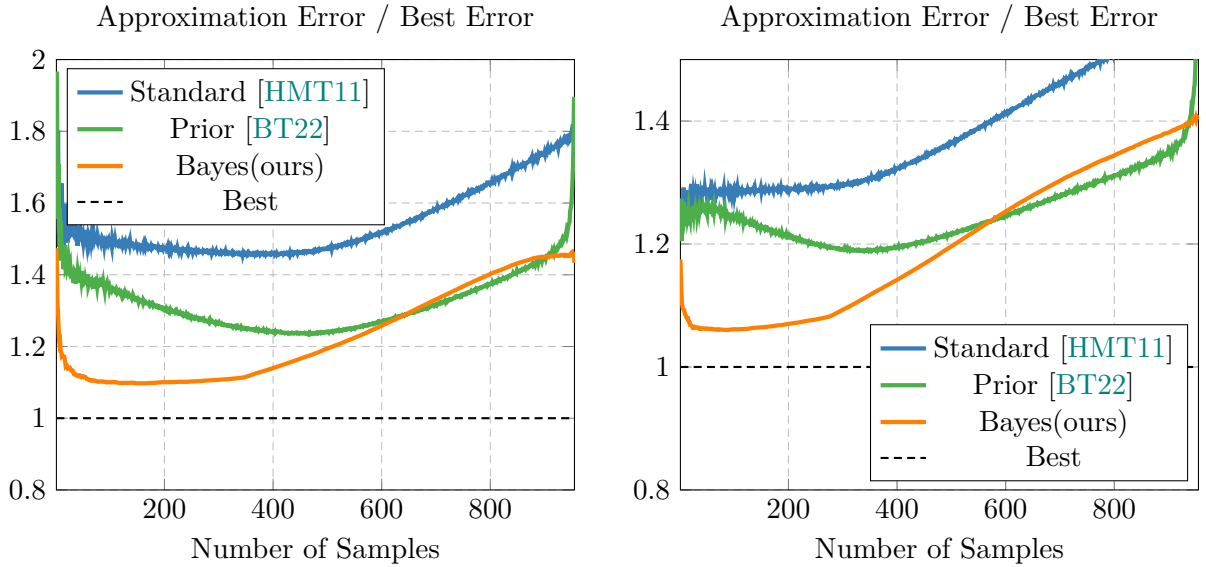 Approximation Error / Best Error
2
1.8
1.6
1.4
1.2
1
0.8
Standard [HMT11]
Prior [BT22]
Bayes(ours)
Best
200 400 600 800
Number of Samples
Approximation Error / Best Error
1.4
1.2
1
0.8
Standard [HMT11]
Prior [BT22]
Bayes(ours)
Best
200 400 600 800
Number of Samples